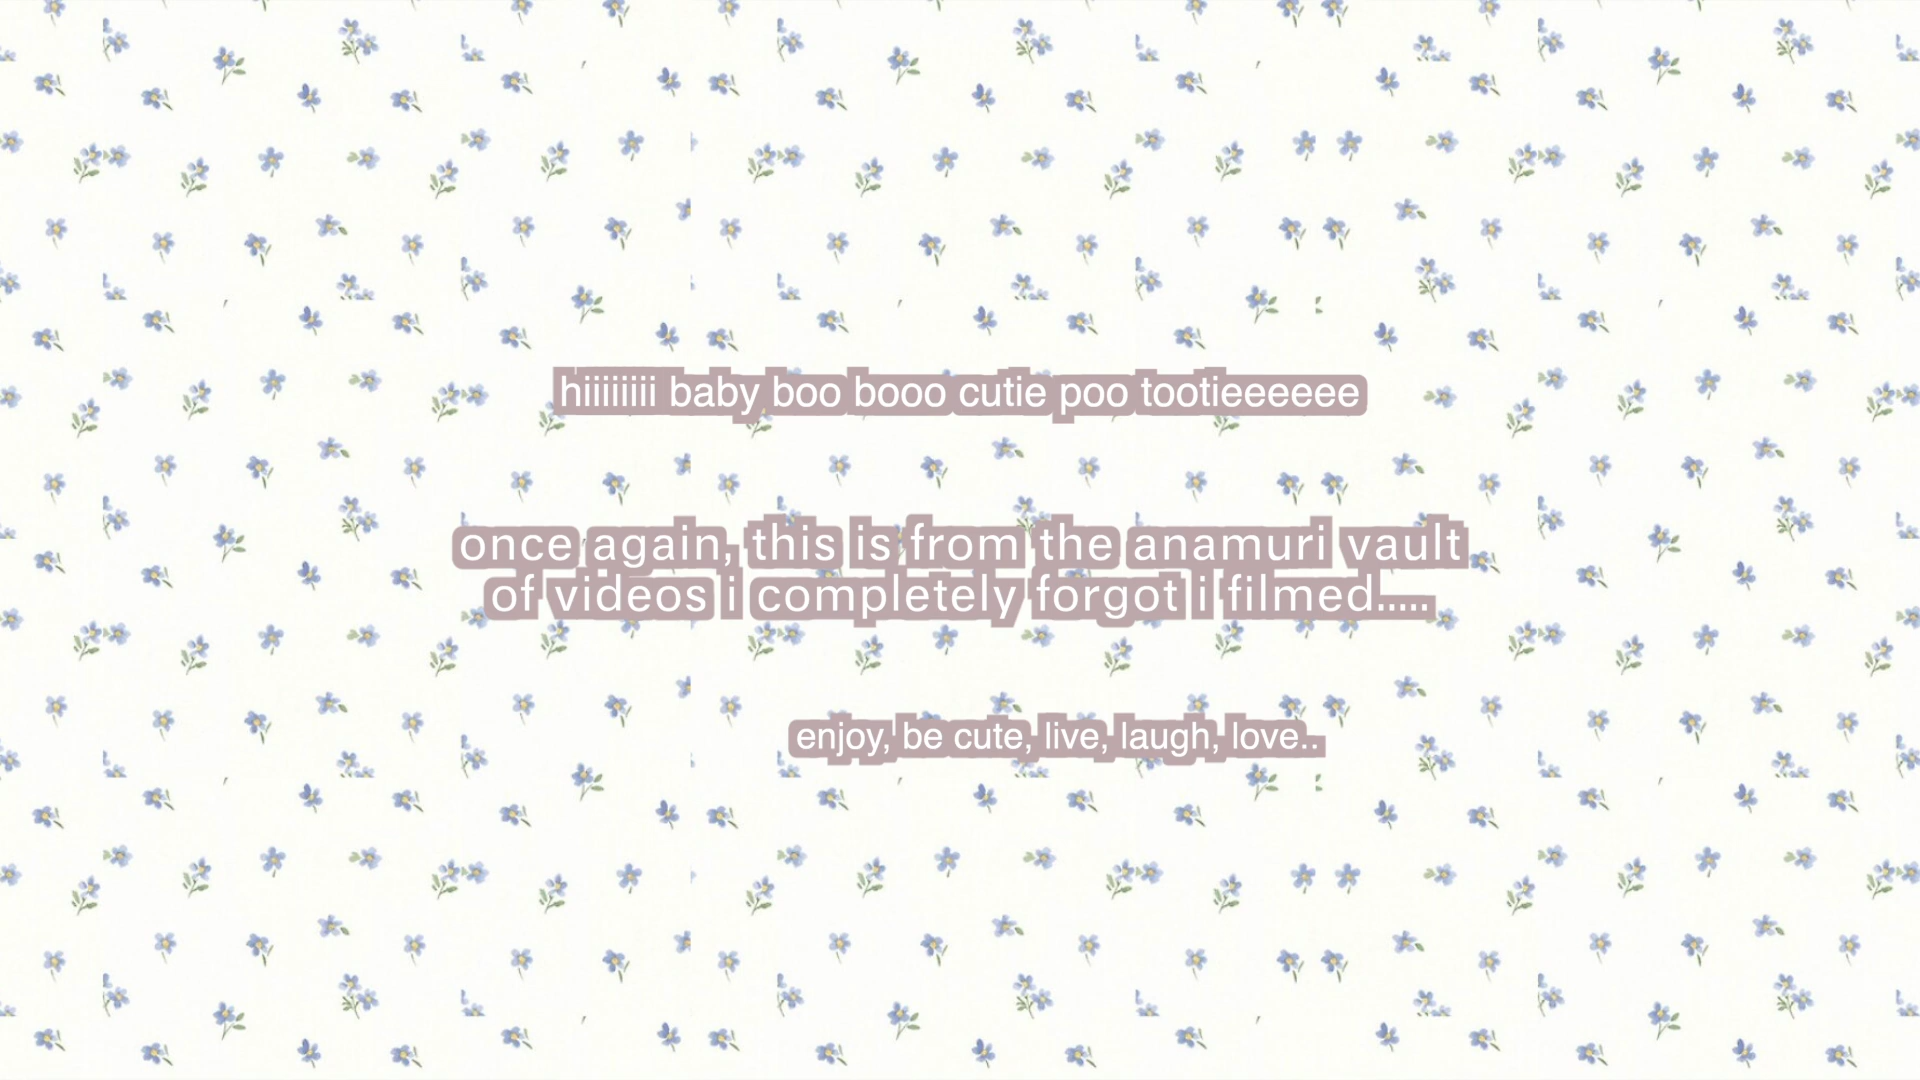 hiiiiiiii baby boo booo cutie poo tootieeeeee
once again, this is from the anamuri vault
of videos i completely forgot i filmed.....
enjoy, be cute, live, laugh, love..